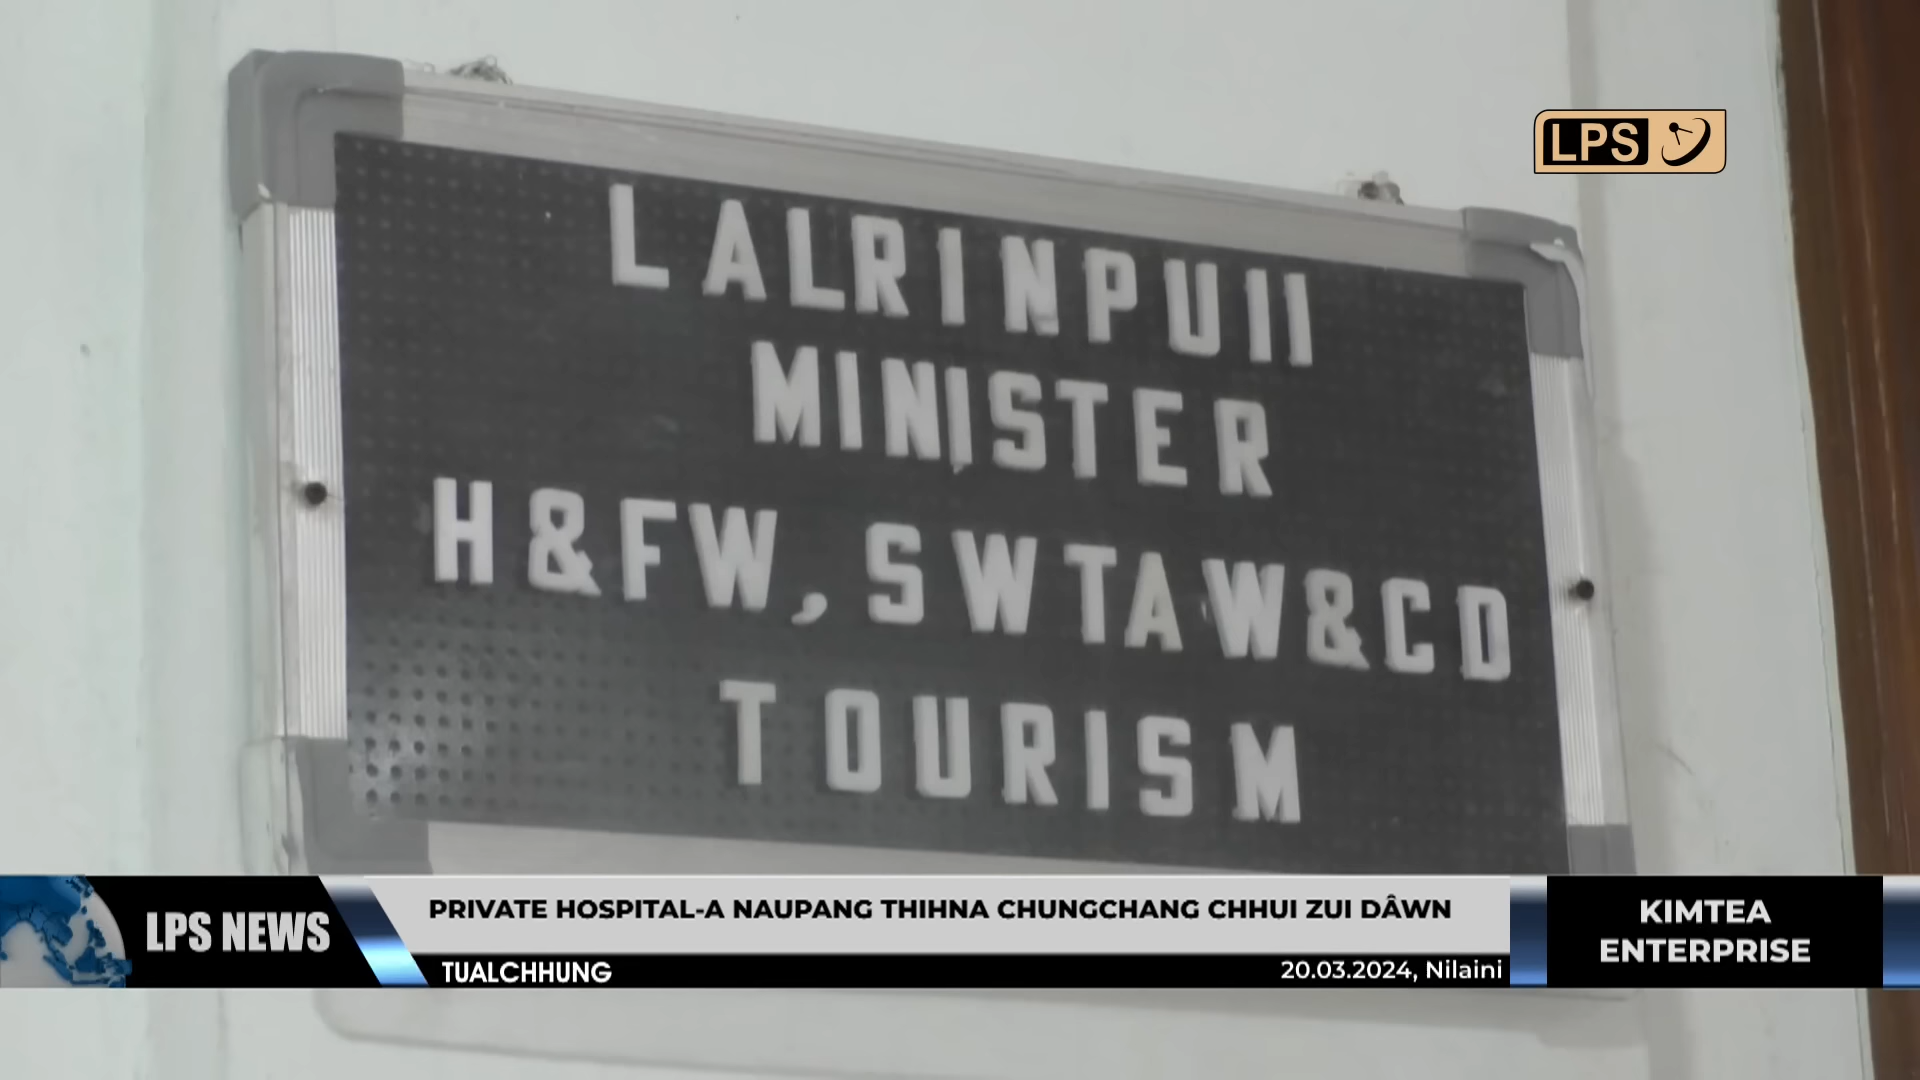 LPS
LALRINPUII
MINISTER
H&FW, SWTAW&CD
TOURISM
LPS NEWS
PRIVATE HOSPITAL-A NAUPANG THIHNA CHUNGCHANG CHHUI ZUI DÂWN
TUALCHHUNG
20.03.2024, Nilaini
KIMTEA
ENTERPRISE